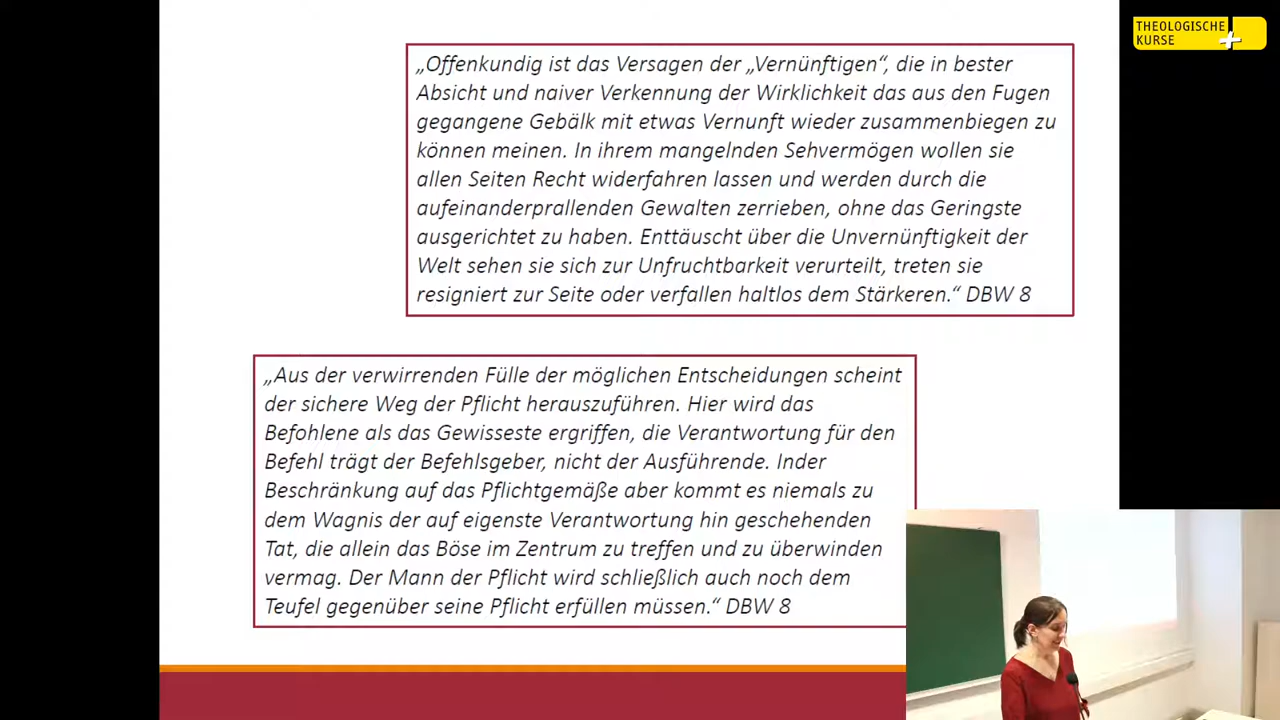 THEOLOGISCHE
KURSE
„Offenkundig ist das Versagen der „Vernünftigen“, die in bester
Absicht und naiver Verkennung der Wirklichkeit das aus den Fugen
gegangene Gebälk mit etwas Vernunft wieder zusammenbiegen zu
können meinen. In ihrem mangelnden Sehvermögen wollen sie
allen Seiten Recht widerfahren lassen und werden durch die
aufeinanderprallenden Gewalten zerrieben, ohne das Geringste
ausgerichtet zu haben. Enttäuscht über die Unvernünftigkeit der
Welt sehen sie sich zur Unfruchtbarkeit verurteilt, treten sie
resigniert zur Seite oder verfallen haltlos dem Stärkeren.“ DBW 8
„Aus der verwirrenden Fülle der möglichen Entscheidungen scheint
der sichere Weg der Pflicht herauszuführen. Hier wird das
Befohlene als das Gewisseste ergriffen, die Verantwortung für den
Befehl trägt der Befehlsgeber, nicht der Ausführende. Inder
Beschränkung auf das Pflichtgemäße aber kommt es niemals zu
dem Wagnis der auf eigenste Verantwortung hin geschehenden
Tat, die allein das Böse im Zentrum zu treffen und zu überwinden
vermag. Der Mann der Pflicht wird schließlich auch noch dem
Teufel gegenüber seine Pflicht erfüllen müssen.“ DBW 8